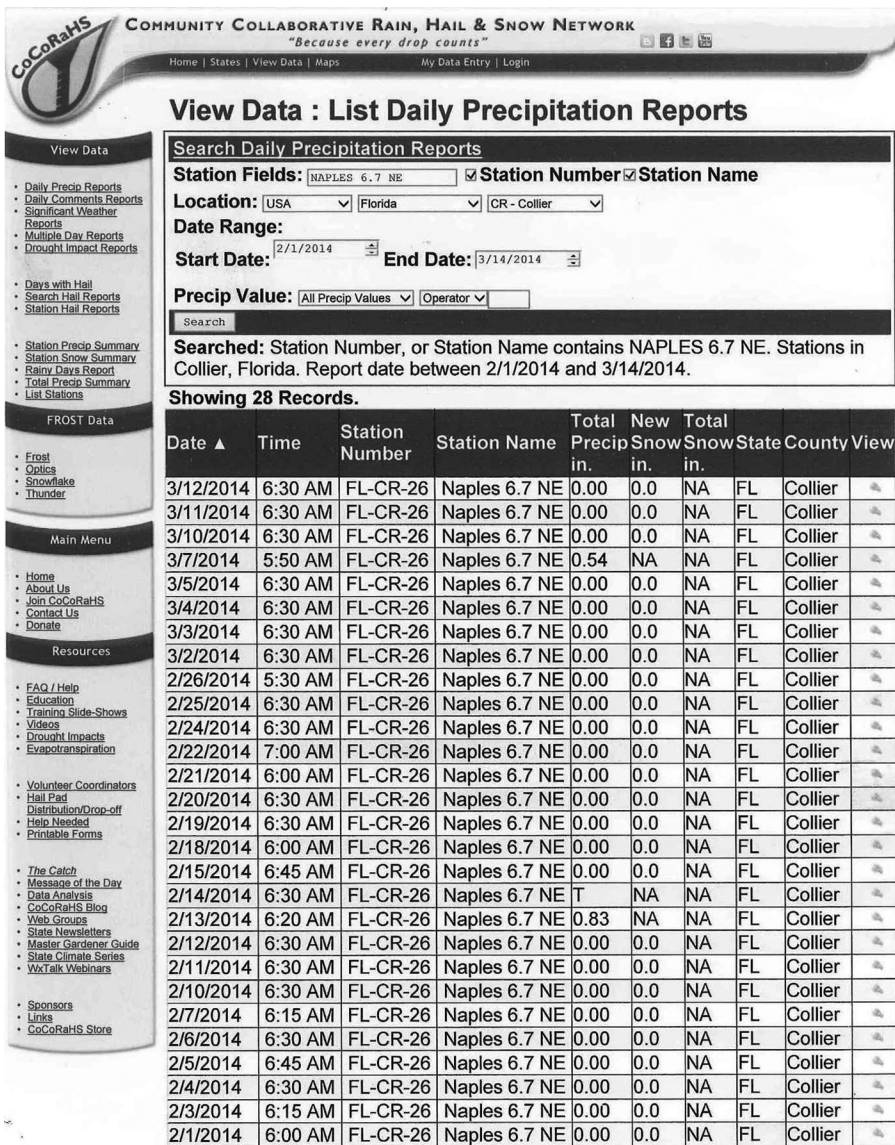 CoCoRaHS
COMMUNITY COLLABORATIVE RAIN, HAIL & SNOW NETWORK
"Because every drop counts"
You Tube
Home | States | View Data | Maps My Data Entry | Login
View Data : List Daily Precipitation Reports
View Data
Daily Precip Reports
Daily Comments Reports
Significant Weather
Reports
Multiple Day Reports
Drought Impact Reports
Days with Hail
Search Hail Reports
Station Hail Reports
Station Precip Summary
Station Snow Summary
Rainy Days Report
Total Precip Summary
List Stations
FROST Data
Frost
Optics
Snowflake
Thunder
Main Menu
Home
About Us
Join CoCoRaHS
Contact Us
Donate
Resources
FAQ / Help
Education
Training Slide-Shows
Videos
Drought Impacts
Evapotranspiration
Volunteer Coordinators
Hail Pad
Distribution/Drop-off
Help Needed
Printable Forms
The Catch
Message of the Day
Data Analysis
CoCoRaHS Blog
Web Groups
State Newsletters
Master Gardener Guide
State Climate Series
WxTalk Webinars
Sponsors
Links
CoCoRaHS Store
Search Daily Precipitation Reports
Station Fields: NAPLES 6.7 NE Station Number Station Name
Location: USA Florida CR - Collier
Date Range:
Start Date: 2/1/2014 End Date: 3/14/2014
Precip Value: All Precip Values Operator
Search
Searched: Station Number, or Station Name contains NAPLES 6.7 NE. Stations in
Collier, Florida. Report date between 2/1/2014 and 3/14/2014.
Showing 28 Records.
Date ▲ Time Station Number Station Name Total Precip in. New Snow in. Total Snow in. State County View
3/12/2014 6:30 AM FL-CR-26 Naples 6.7 NE 0.00 0.0 NA FL Collier
3/11/2014 6:30 AM FL-CR-26 Naples 6.7 NE 0.00 0.0 NA FL Collier
3/10/2014 6:30 AM FL-CR-26 Naples 6.7 NE 0.00 0.0 NA FL Collier
3/7/2014 5:50 AM FL-CR-26 Naples 6.7 NE 0.54 NA NA FL Collier
3/5/2014 6:30 AM FL-CR-26 Naples 6.7 NE 0.00 0.0 NA FL Collier
3/4/2014 6:30 AM FL-CR-26 Naples 6.7 NE 0.00 0.0 NA FL Collier
3/3/2014 6:30 AM FL-CR-26 Naples 6.7 NE 0.00 0.0 NA FL Collier
3/2/2014 6:30 AM FL-CR-26 Naples 6.7 NE 0.00 0.0 NA FL Collier
2/26/2014 5:30 AM FL-CR-26 Naples 6.7 NE 0.00 0.0 NA FL Collier
2/25/2014 6:30 AM FL-CR-26 Naples 6.7 NE 0.00 0.0 NA FL Collier
2/24/2014 6:30 AM FL-CR-26 Naples 6.7 NE 0.00 0.0 NA FL Collier
2/22/2014 7:00 AM FL-CR-26 Naples 6.7 NE 0.00 0.0 NA FL Collier
2/21/2014 6:00 AM FL-CR-26 Naples 6.7 NE 0.00 0.0 NA FL Collier
2/20/2014 6:30 AM FL-CR-26 Naples 6.7 NE 0.00 0.0 NA FL Collier
2/19/2014 6:30 AM FL-CR-26 Naples 6.7 NE 0.00 0.0 NA FL Collier
2/18/2014 6:00 AM FL-CR-26 Naples 6.7 NE 0.00 0.0 NA FL Collier
2/15/2014 6:45 AM FL-CR-26 Naples 6.7 NE 0.00 0.0 NA FL Collier
2/14/2014 6:30 AM FL-CR-26 Naples 6.7 NE T NA NA FL Collier
2/13/2014 6:20 AM FL-CR-26 Naples 6.7 NE 0.83 NA NA FL Collier
2/12/2014 6:30 AM FL-CR-26 Naples 6.7 NE 0.00 0.0 NA FL Collier
2/11/2014 6:30 AM FL-CR-26 Naples 6.7 NE 0.00 0.0 NA FL Collier
2/10/2014 6:30 AM FL-CR-26 Naples 6.7 NE 0.00 0.0 NA FL Collier
2/7/2014 6:15 AM FL-CR-26 Naples 6.7 NE 0.00 0.0 NA FL Collier
2/6/2014 6:30 AM FL-CR-26 Naples 6.7 NE 0.00 0.0 NA FL Collier
2/5/2014 6:45 AM FL-CR-26 Naples 6.7 NE 0.00 0.0 NA FL Collier
2/4/2014 6:30 AM FL-CR-26 Naples 6.7 NE 0.00 0.0 NA FL Collier
2/3/2014 6:15 AM FL-CR-26 Naples 6.7 NE 0.00 0.0 NA FL Collier
2/1/2014 6:00 AM FL-CR-26 Naples 6.7 NE 0.00 0.0 NA FL Collier